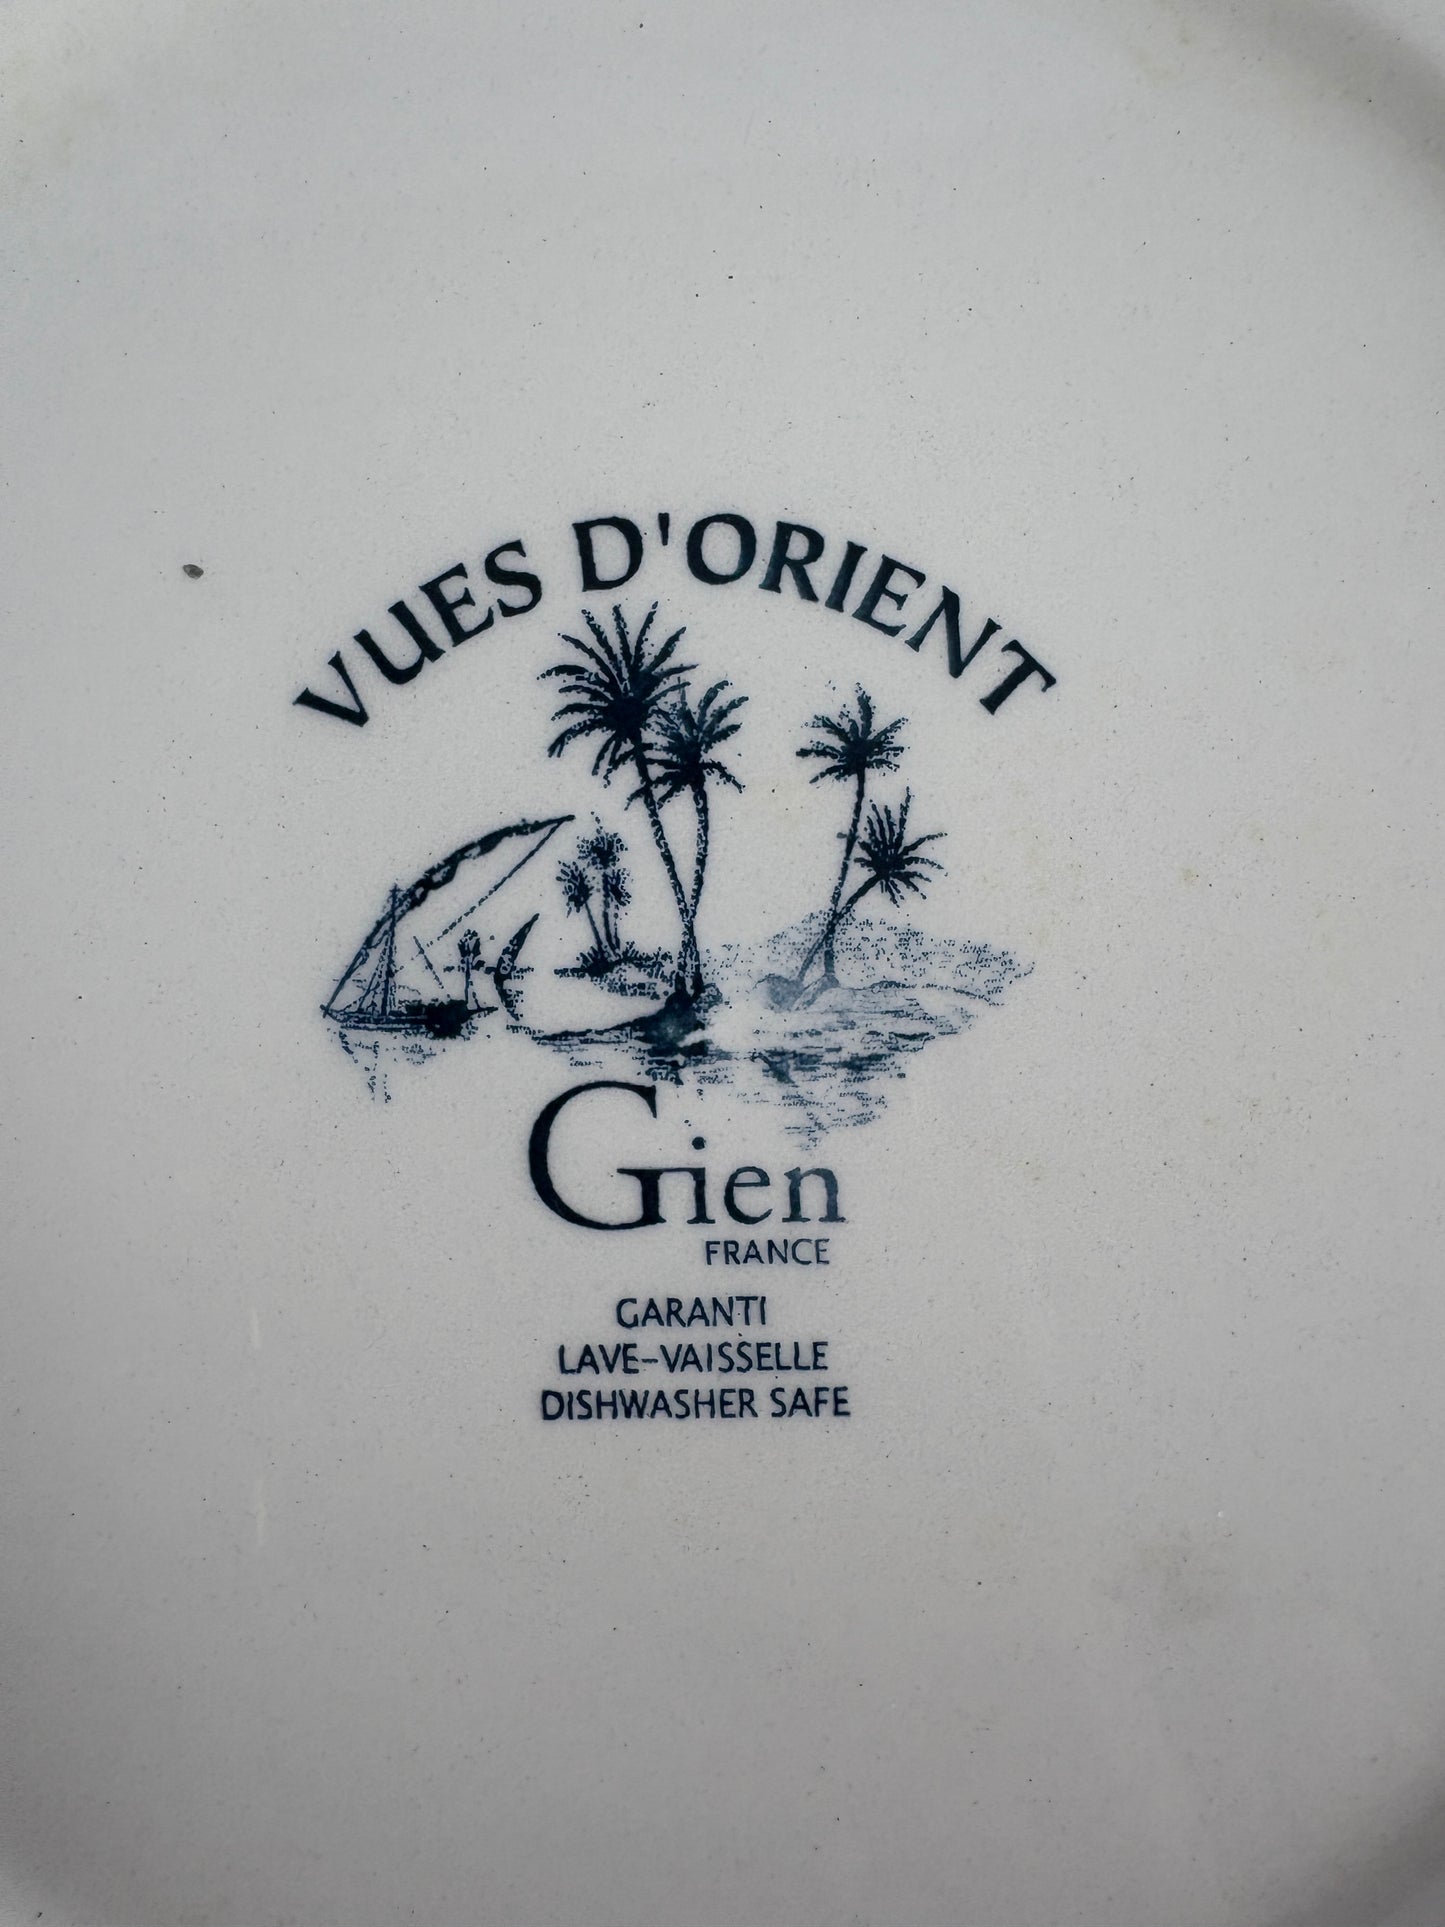 VUES D'ORIENT
Gien
FRANCE
GARANTI
LAVE-VAISSELLE
DISHWASHER SAFE